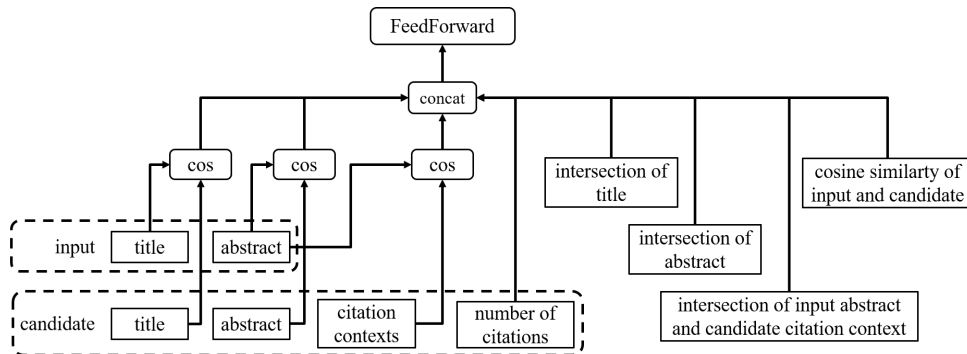 FeedForward
concat
cos
cos
cos
intersection of
title
cosine similarty of
input and candidate
input
title
abstract
intersection of
abstract
candidate
title
abstract
citation
contexts
number of
citations
intersection of input abstract
and candidate citation context